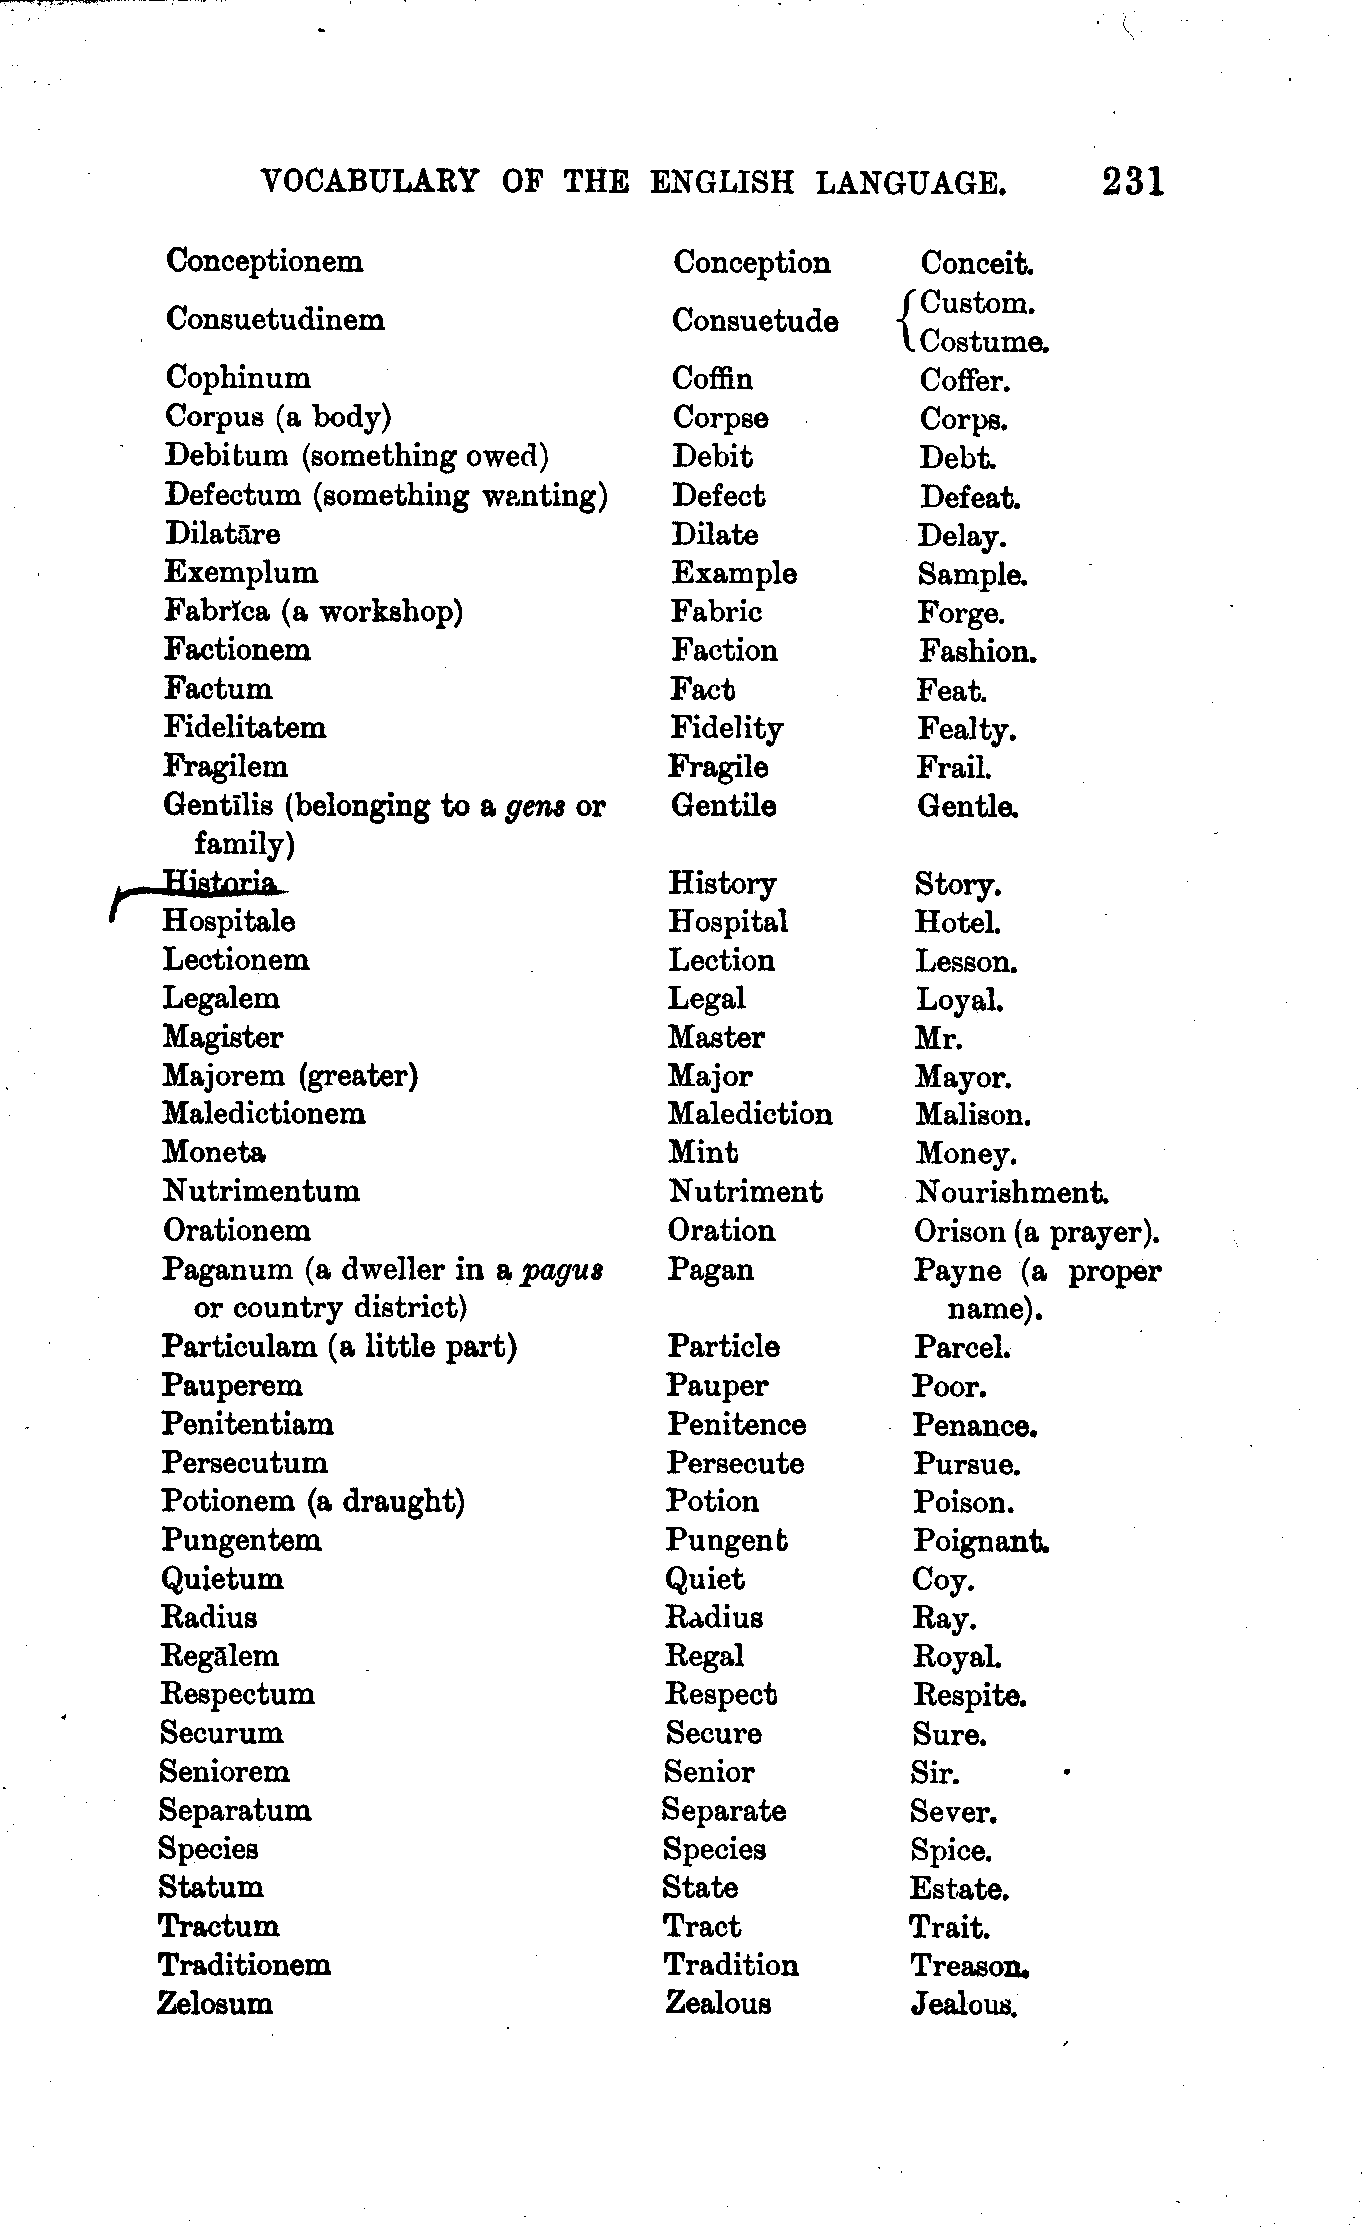 VOCABULARY OF THE ENGLISH LANGUAGE. 231
Conceptionem Conception Conceit.
Consuetudinem Consuetude { Custom.
Costume.
Cophinum Coffin Coffer.
Corpus (a body) Corpse Corps.
Debitum (something owed) Debit Debt.
Defectum (something wanting) Defect Defeat.
Dilatāre Dilate Delay.
Exemplum Example Sample.
Fabrĭca (a workshop) Fabric Forge.
Factionem Faction Fashion.
Factum Fact Feat.
Fidelitatem Fidelity Fealty.
Fragilem Fragile Frail.
Gentīlis (belonging to a gens or Gentile Gentle.
family)
Historia History Story.
Hospitale Hospital Hotel.
Lectionem Lection Lesson.
Legalem Legal Loyal.
Magister Master Mr.
Majorem (greater) Major Mayor.
Maledictionem Malediction Malison.
Moneta Mint Money.
Nutrimentum Nutriment Nourishment.
Orationem Oration Orison (a prayer).
Paganum (a dweller in a pagus Pagan Payne (a proper
or country district) name).
Particulam (a little part) Particle Parcel.
Pauperem Pauper Poor.
Penitentiam Penitence Penance.
Persecutum Persecute Pursue.
Potionem (a draught) Potion Poison.
Pungentem Pungent Poignant.
Quietum Quiet Coy.
Radius Radius Ray.
Regālem Regal Royal.
Respectum Respect Respite.
Securum Secure Sure.
Seniorem Senior Sir.
Separatum Separate Sever.
Species Species Spice.
Statum State Estate.
Tractum Tract Trait.
Traditionem Tradition Treason.
Zelosum Zealous Jealous.